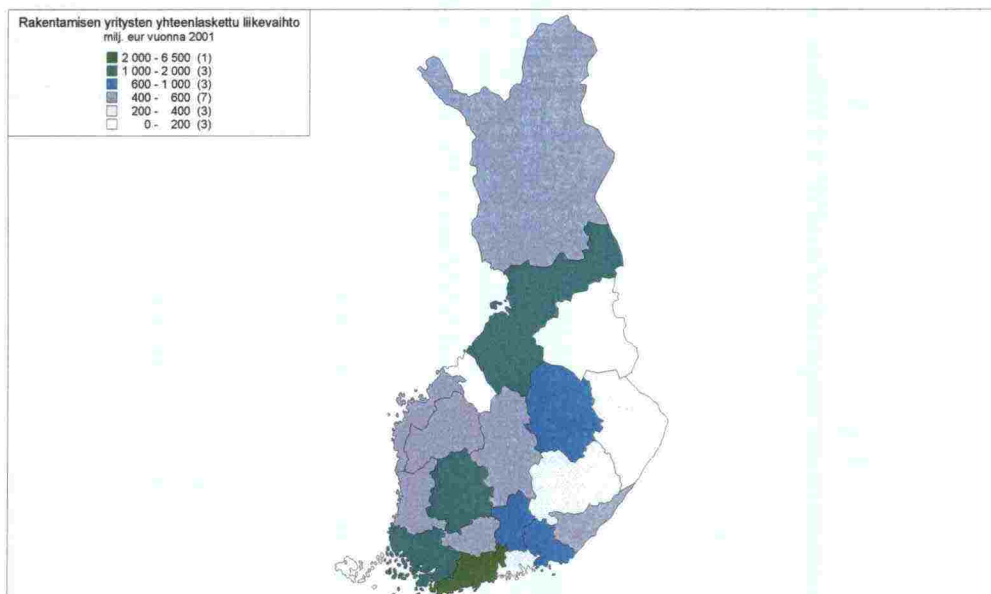 Rakentamisen yritysten yhteenlaskettu liikevaihto
milj. eur vuonna 2001
2 000 - 6 500 (1)
1 000 - 2 000 (3)
600 - 1 000 (3)
400 - 600 (7)
200 - 400 (3)
0 - 200 (3)